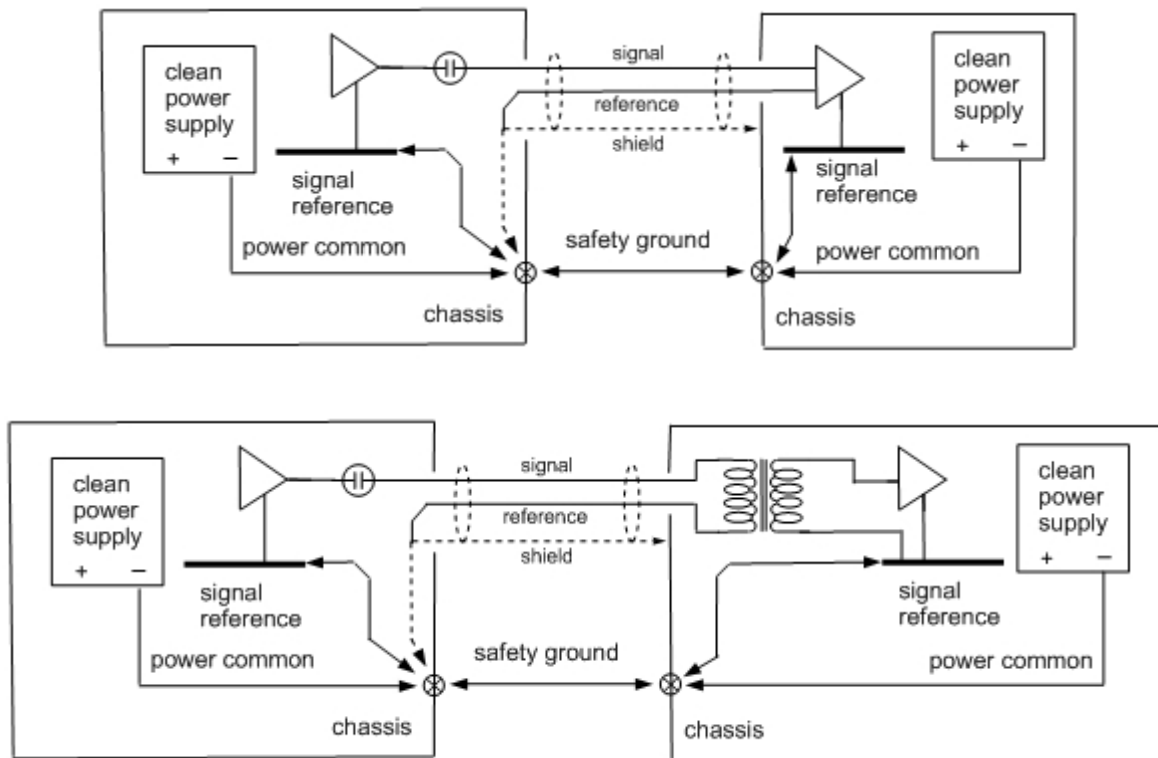 clean
power
supply
+ −
signal
reference
power common
signal
reference
shield
safety ground
chassis
signal
reference
clean
power
supply
+ −
power common
chassis
clean
power
supply
+ −
signal
reference
power common
signal
reference
shield
safety ground
chassis
signal
reference
clean
power
supply
+ −
power common
chassis